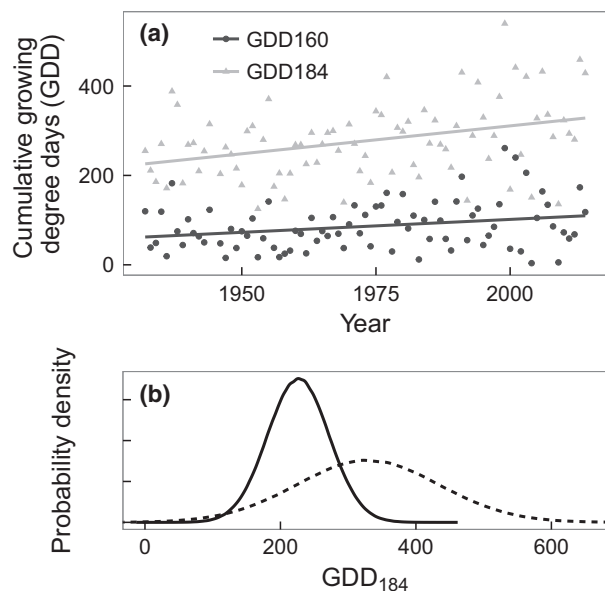 (a)
GDD160
GDD184
Cumulative growing
degree days (GDD)
400
200
0
1950
1975
2000
Year
(b)
Probability density
0
200
400
600
GDD184